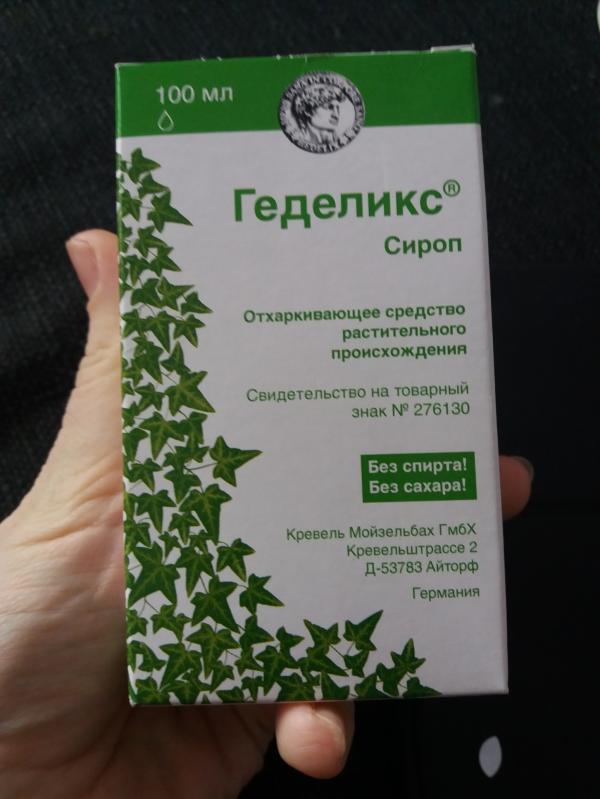 100 мл
Геделикс®
Сироп
Отхаркивающее средство
растительного
происхождения
Свидетельство на товарный
знак № 276130
Без спирта!
Без сахара!
Кревель Мойзельбах ГмбХ
Кревельштрассе 2
Д-53783 Айторф
Германия